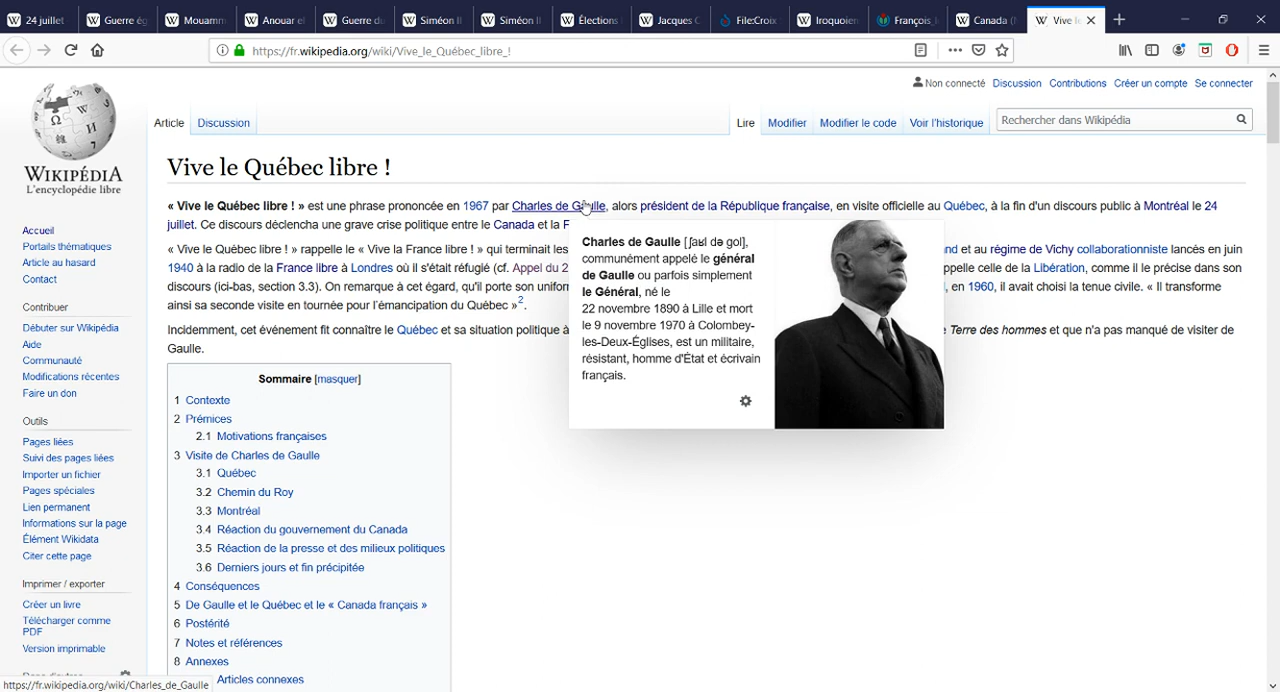 24 juillet
Guerre ég
Mouamm
Anouar el
Guerre du
Siméon II
Siméon II
Élections
Jacques C
File:Croix
Iroquoien
François_
Canada (N
Vive le
https://fr.wikipedia.org/wiki/Vive_le_Québec_libre_!
WIKIPÉDIA
L'encyclopédie libre
Non connecté Discussion Contributions Créer un compte Se connecter
Article Discussion
Lire Modifier Modifier le code Voir l'historique
Rechercher dans Wikipédia
Accueil
Portails thématiques
Article au hasard
Contact
Contribuer
Débuter sur Wikipédia
Aide
Communauté
Modifications récentes
Faire un don
Outils
Pages liées
Suivi des pages liées
Importer un fichier
Pages spéciales
Lien permanent
Informations sur la page
Élément Wikidata
Citer cette page
Imprimer / exporter
Créer un livre
Télécharger comme
PDF
Version imprimable
Vive le Québec libre !
« Vive le Québec libre ! » est une phrase prononcée en 1967 par Charles de Gaulle, alors président de la République française, en visite officielle au Québec, à la fin d'un discours public à Montréal le 24
juillet. Ce discours déclencha une grave crise politique entre le Canada et la F
« Vive le Québec libre ! » rappelle le « Vive la France libre ! » qui terminait les nd et au régime de Vichy collaborationniste lancés en juin
1940 à la radio de la France libre à Londres où il s'était réfugié (cf. Appel du 2 ppelle celle de la Libération, comme il le précise dans son
discours (ici-bas, section 3.3). On remarque à cet égard, qu'il porte son uniform , en 1960, il avait choisi la tenue civile. « Il transforme
ainsi sa seconde visite en tournée pour l'émancipation du Québec »2.
Incidemment, cet événement fit connaître le Québec et sa situation politique à Terre des hommes et que n'a pas manqué de visiter de
Gaulle.
Charles de Gaulle [ʃaʁl də gol],
communément appelé le général
de Gaulle ou parfois simplement
le Général, né le
22 novembre 1890 à Lille et mort
le 9 novembre 1970 à Colombey-
les-Deux-Églises, est un militaire,
résistant, homme d'État et écrivain
français.
Sommaire [masquer]
1 Contexte
2 Prémices
2.1 Motivations françaises
3 Visite de Charles de Gaulle
3.1 Québec
3.2 Chemin du Roy
3.3 Montréal
3.4 Réaction du gouvernement du Canada
3.5 Réaction de la presse et des milieux politiques
3.6 Derniers jours et fin précipitée
4 Conséquences
5 De Gaulle et le Québec et le « Canada français »
6 Postérité
7 Notes et références
8 Annexes
Articles connexes
https://fr.wikipedia.org/wiki/Charles_de_Gaulle